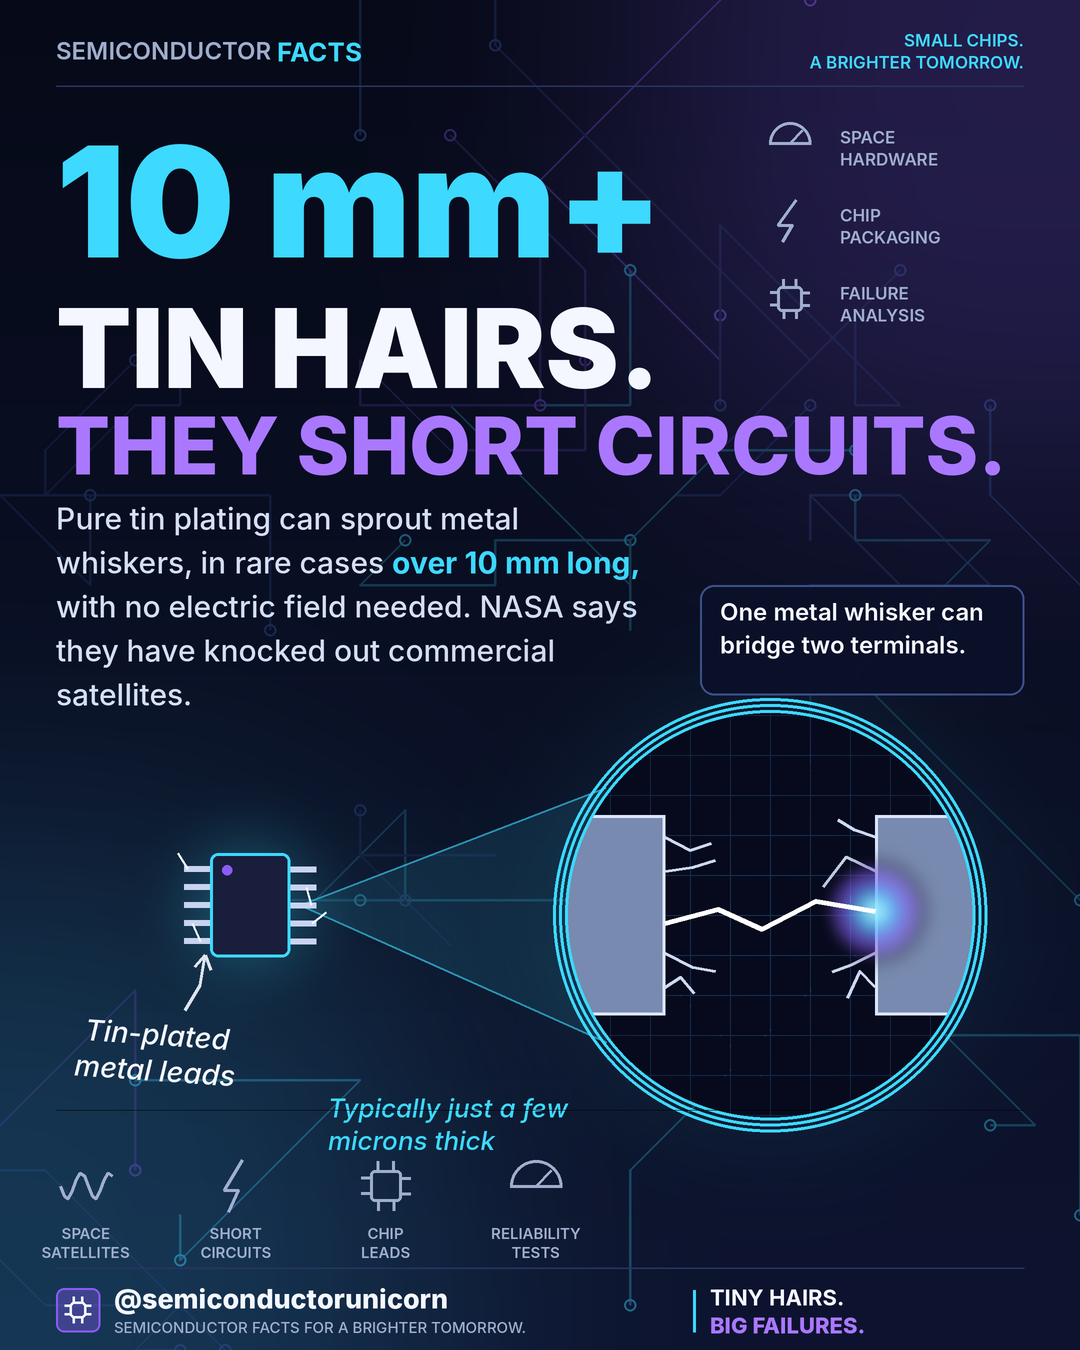 SEMICONDUCTOR FACTS
SMALL CHIPS.
A BRIGHTER TOMORROW.
10 mm+
TIN HAIRS.
THEY SHORT CIRCUITS.
SPACE
HARDWARE
CHIP
PACKAGING
FAILURE
ANALYSIS
Pure tin plating can sprout metal
whiskers, in rare cases over 10 mm long,
with no electric field needed. NASA says
they have knocked out commercial
satellites.
One metal whisker can
bridge two terminals.
Tin-plated
metal leads
Typically just a few
microns thick
SPACE
SATELLITES
SHORT
CIRCUITS
CHIP
LEADS
RELIABILITY
TESTS
@semiconductorunicorn
SEMICONDUCTOR FACTS FOR A BRIGHTER TOMORROW.
TINY HAIRS.
BIG FAILURES.